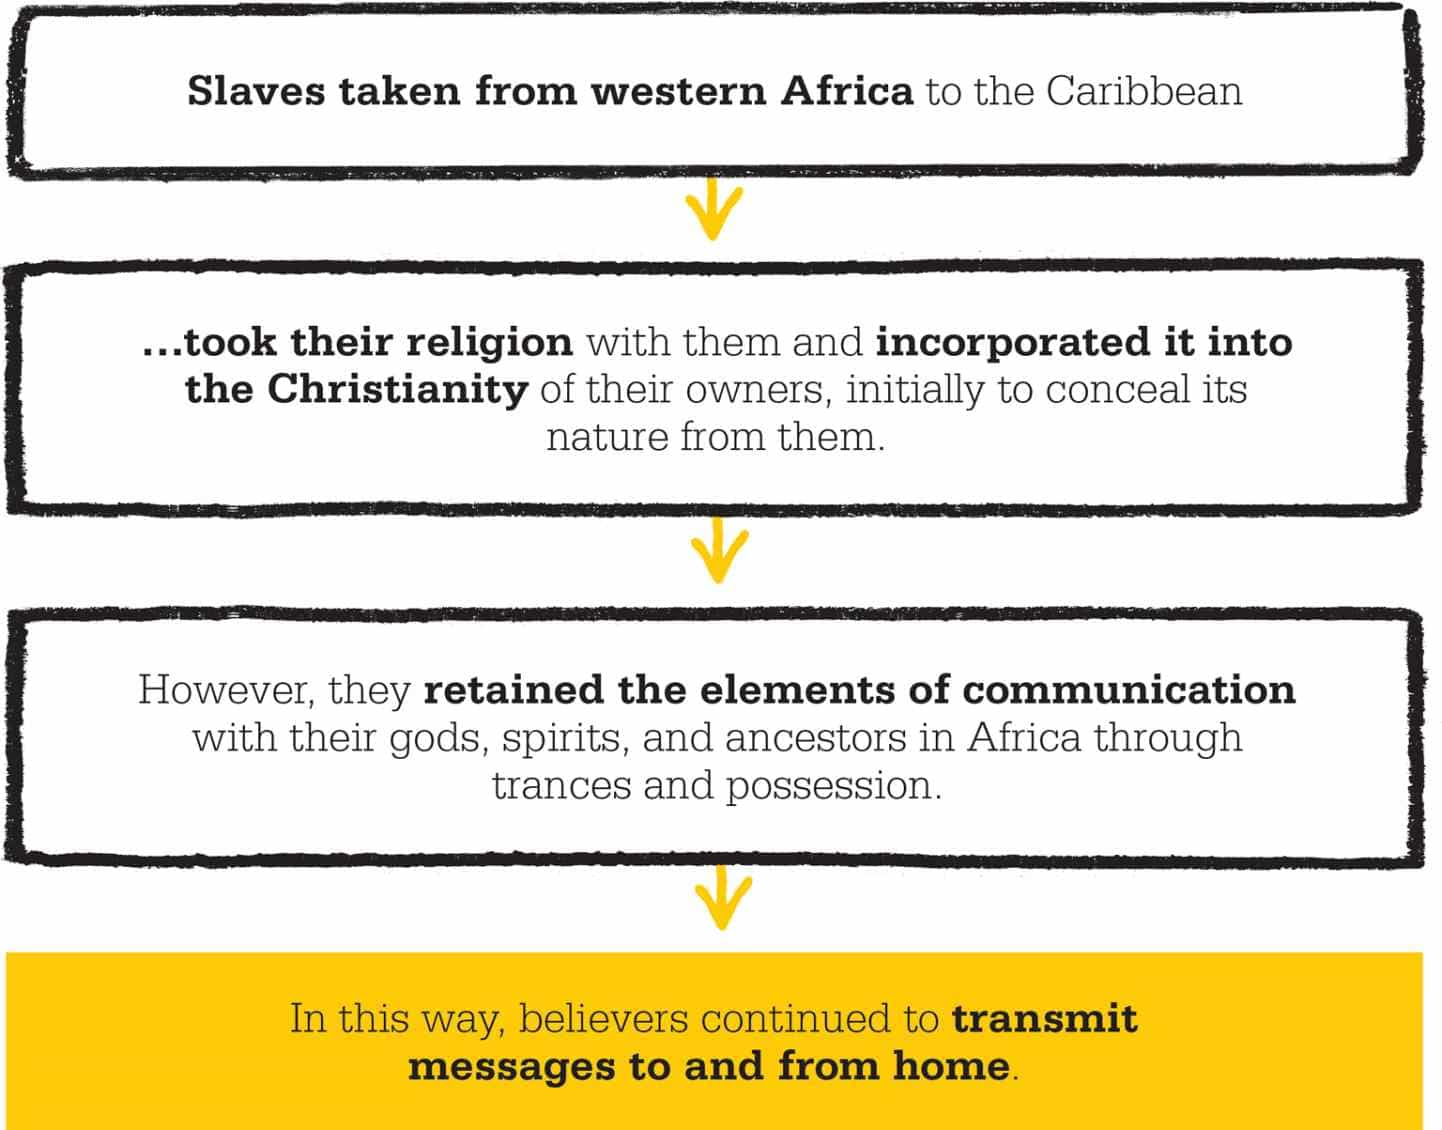 Slaves taken from western Africa to the Caribbean
...took their religion with them and incorporated it into
the Christianity of their owners, initially to conceal its
nature from them.
However, they retained the elements of communication
with their gods, spirits, and ancestors in Africa through
trances and possession.
In this way, believers continued to transmit
messages to and from home.